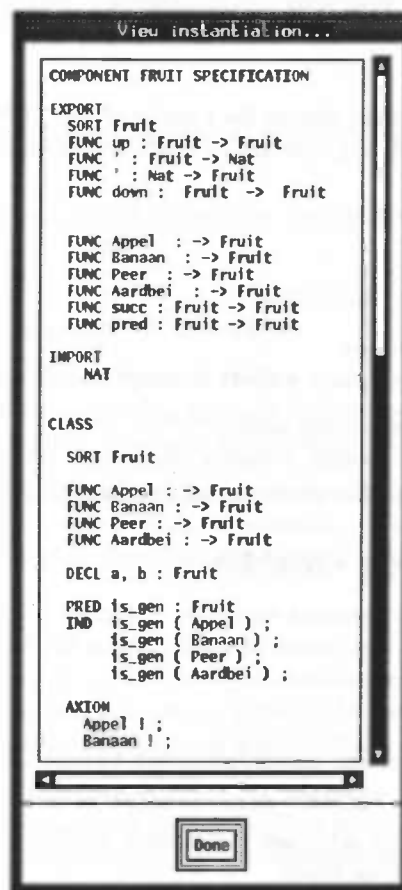 View instantiation...
COMPONENT FRUIT SPECIFICATION
EXPORT
SORT Fruit
FUNC up : Fruit -> Fruit
FUNC ' : Fruit -> Nat
FUNC ' : Nat -> Fruit
FUNC down : Fruit -> Fruit
FUNC Appel : -> Fruit
FUNC Banaan : -> Fruit
FUNC Peer : -> Fruit
FUNC Aardbei : -> Fruit
FUNC succ : Fruit -> Fruit
FUNC pred : Fruit -> Fruit
IMPORT
NAT
CLASS
SORT Fruit
FUNC Appel : -> Fruit
FUNC Banaan : -> Fruit
FUNC Peer : -> Fruit
FUNC Aardbei : -> Fruit
DECL a, b : Fruit
PRED is_gen : Fruit
IND is_gen ( Appel ) ;
is_gen ( Banaan ) ;
is_gen ( Peer ) ;
is_gen ( Aardbei ) ;
AXIOM
Appel ! ;
Banaan ! ;
Done